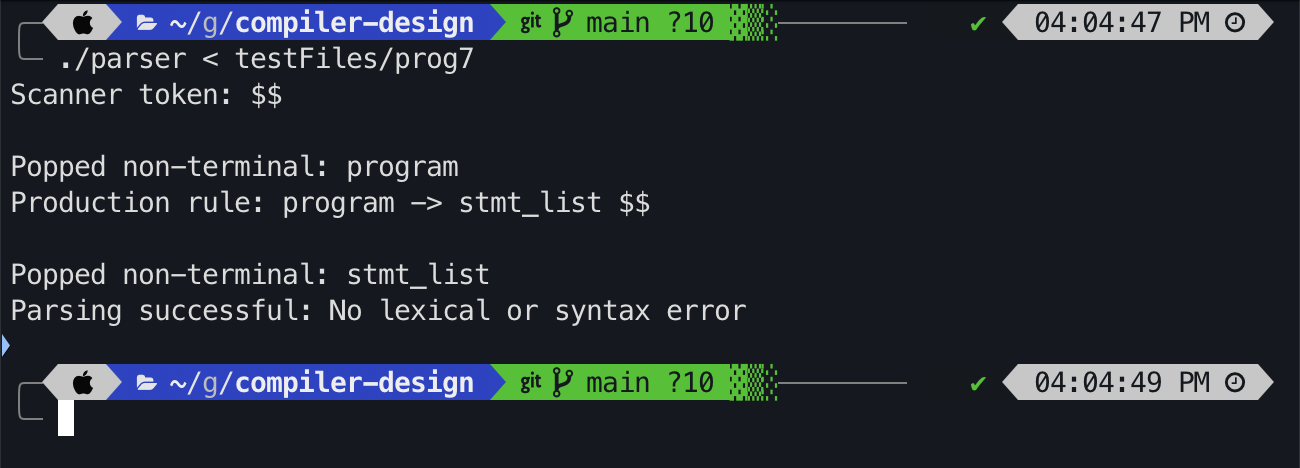 ~/g/compiler-design git main ?10 ✔ 04:04:47 PM
./parser < testFiles/prog7
Scanner token: $$
Popped non-terminal: program
Production rule: program -> stmt_list $$
Popped non-terminal: stmt_list
Parsing successful: No lexical or syntax error
~/g/compiler-design git main ?10 ✔ 04:04:49 PM